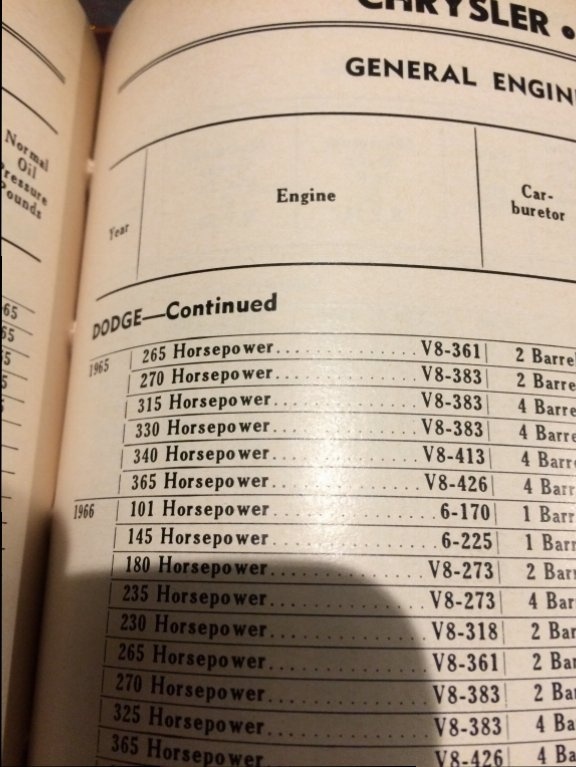 CHRYSLER •
GENERAL ENGIN
Normal
Oil
Pressure
Pounds
Year
Engine
Car-
buretor
DODGE—Continued
1965 265 Horsepower................V8-361 2 Barrel
270 Horsepower................V8-383 2 Barre
315 Horsepower................V8-383 4 Barre
330 Horsepower................V8-383 4 Barre
340 Horsepower................V8-413 4 Barre
365 Horsepower................V8-426 4 Barr
1966 101 Horsepower................6-170 1 Barr
145 Horsepower................6-225 1 Barr
180 Horsepower................V8-273 2 Barr
235 Horsepower................V8-273 4 Bar
230 Horsepower................V8-318 2 Bar
265 Horsepower................V8-361 2 Bar
270 Horsepower................V8-383 2 Bar
325 Horsepower................V8-383 4 Ba
365 Horsepower................V8-426 4 Ba
65
65